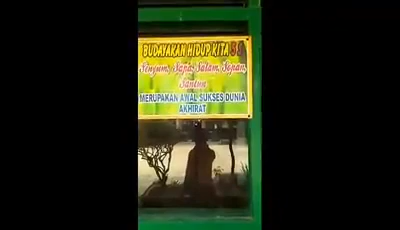 BUDAYAKAN HIDUP KITA 5S
Senyum, Sapa, Salam, Sopan,
Santun
MERUPAKAN AWAL SUKSES DUNIA
AKHIRAT